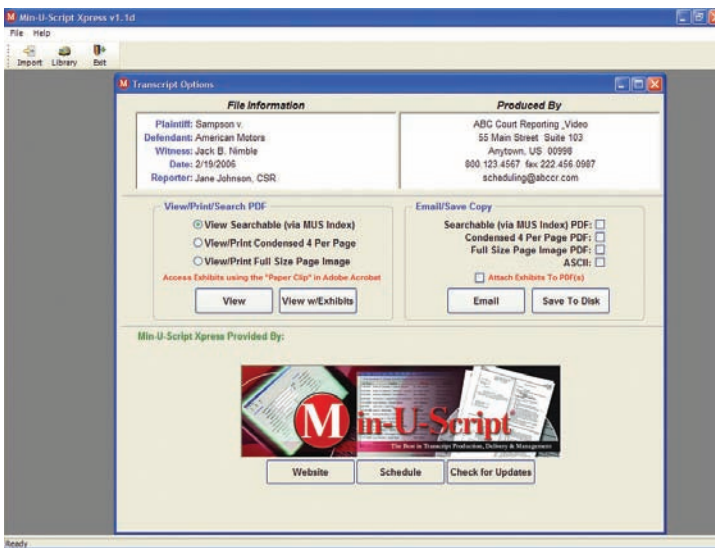 Min-U-Script Xpress v1.1d
File Help
Import Library Exit
Transcript Options
File Information
Plaintiff: Sampson v.
Defendant: American Motors
Witness: Jack B. Nimble
Date: 2/19/2006
Reporter: Jane Johnson, CSR
Produced By
ABC Court Reporting _Video
55 Main Street Suite 103
Anytown, US 00998
800.123.4567 fax 222.456.0987
scheduling@abccr.com
View/Print/Search PDF
View Searchable (via MUS Index)
View/Print Condensed 4 Per Page
View/Print Full Size Page Image
Access Exhibits using the "Paper Clip" in Adobe Acrobat
View View w/Exhibits
Email/Save Copy
Searchable (via MUS Index) PDF:
Condensed 4 Per Page PDF:
Full Size Page Image PDF:
ASCII:
Attach Exhibits To PDF(s)
Email Save To Disk
Min-U-Script Xpress Provided By:
Min-U-Script
The Best in Transcript Production, Delivery & Management
Website Schedule Check for Updates
Ready